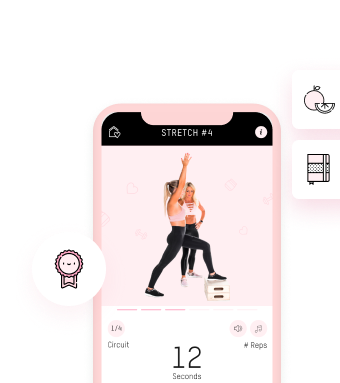 STRETCH #4
i
1/4
Circuit
# Reps
12
Seconds